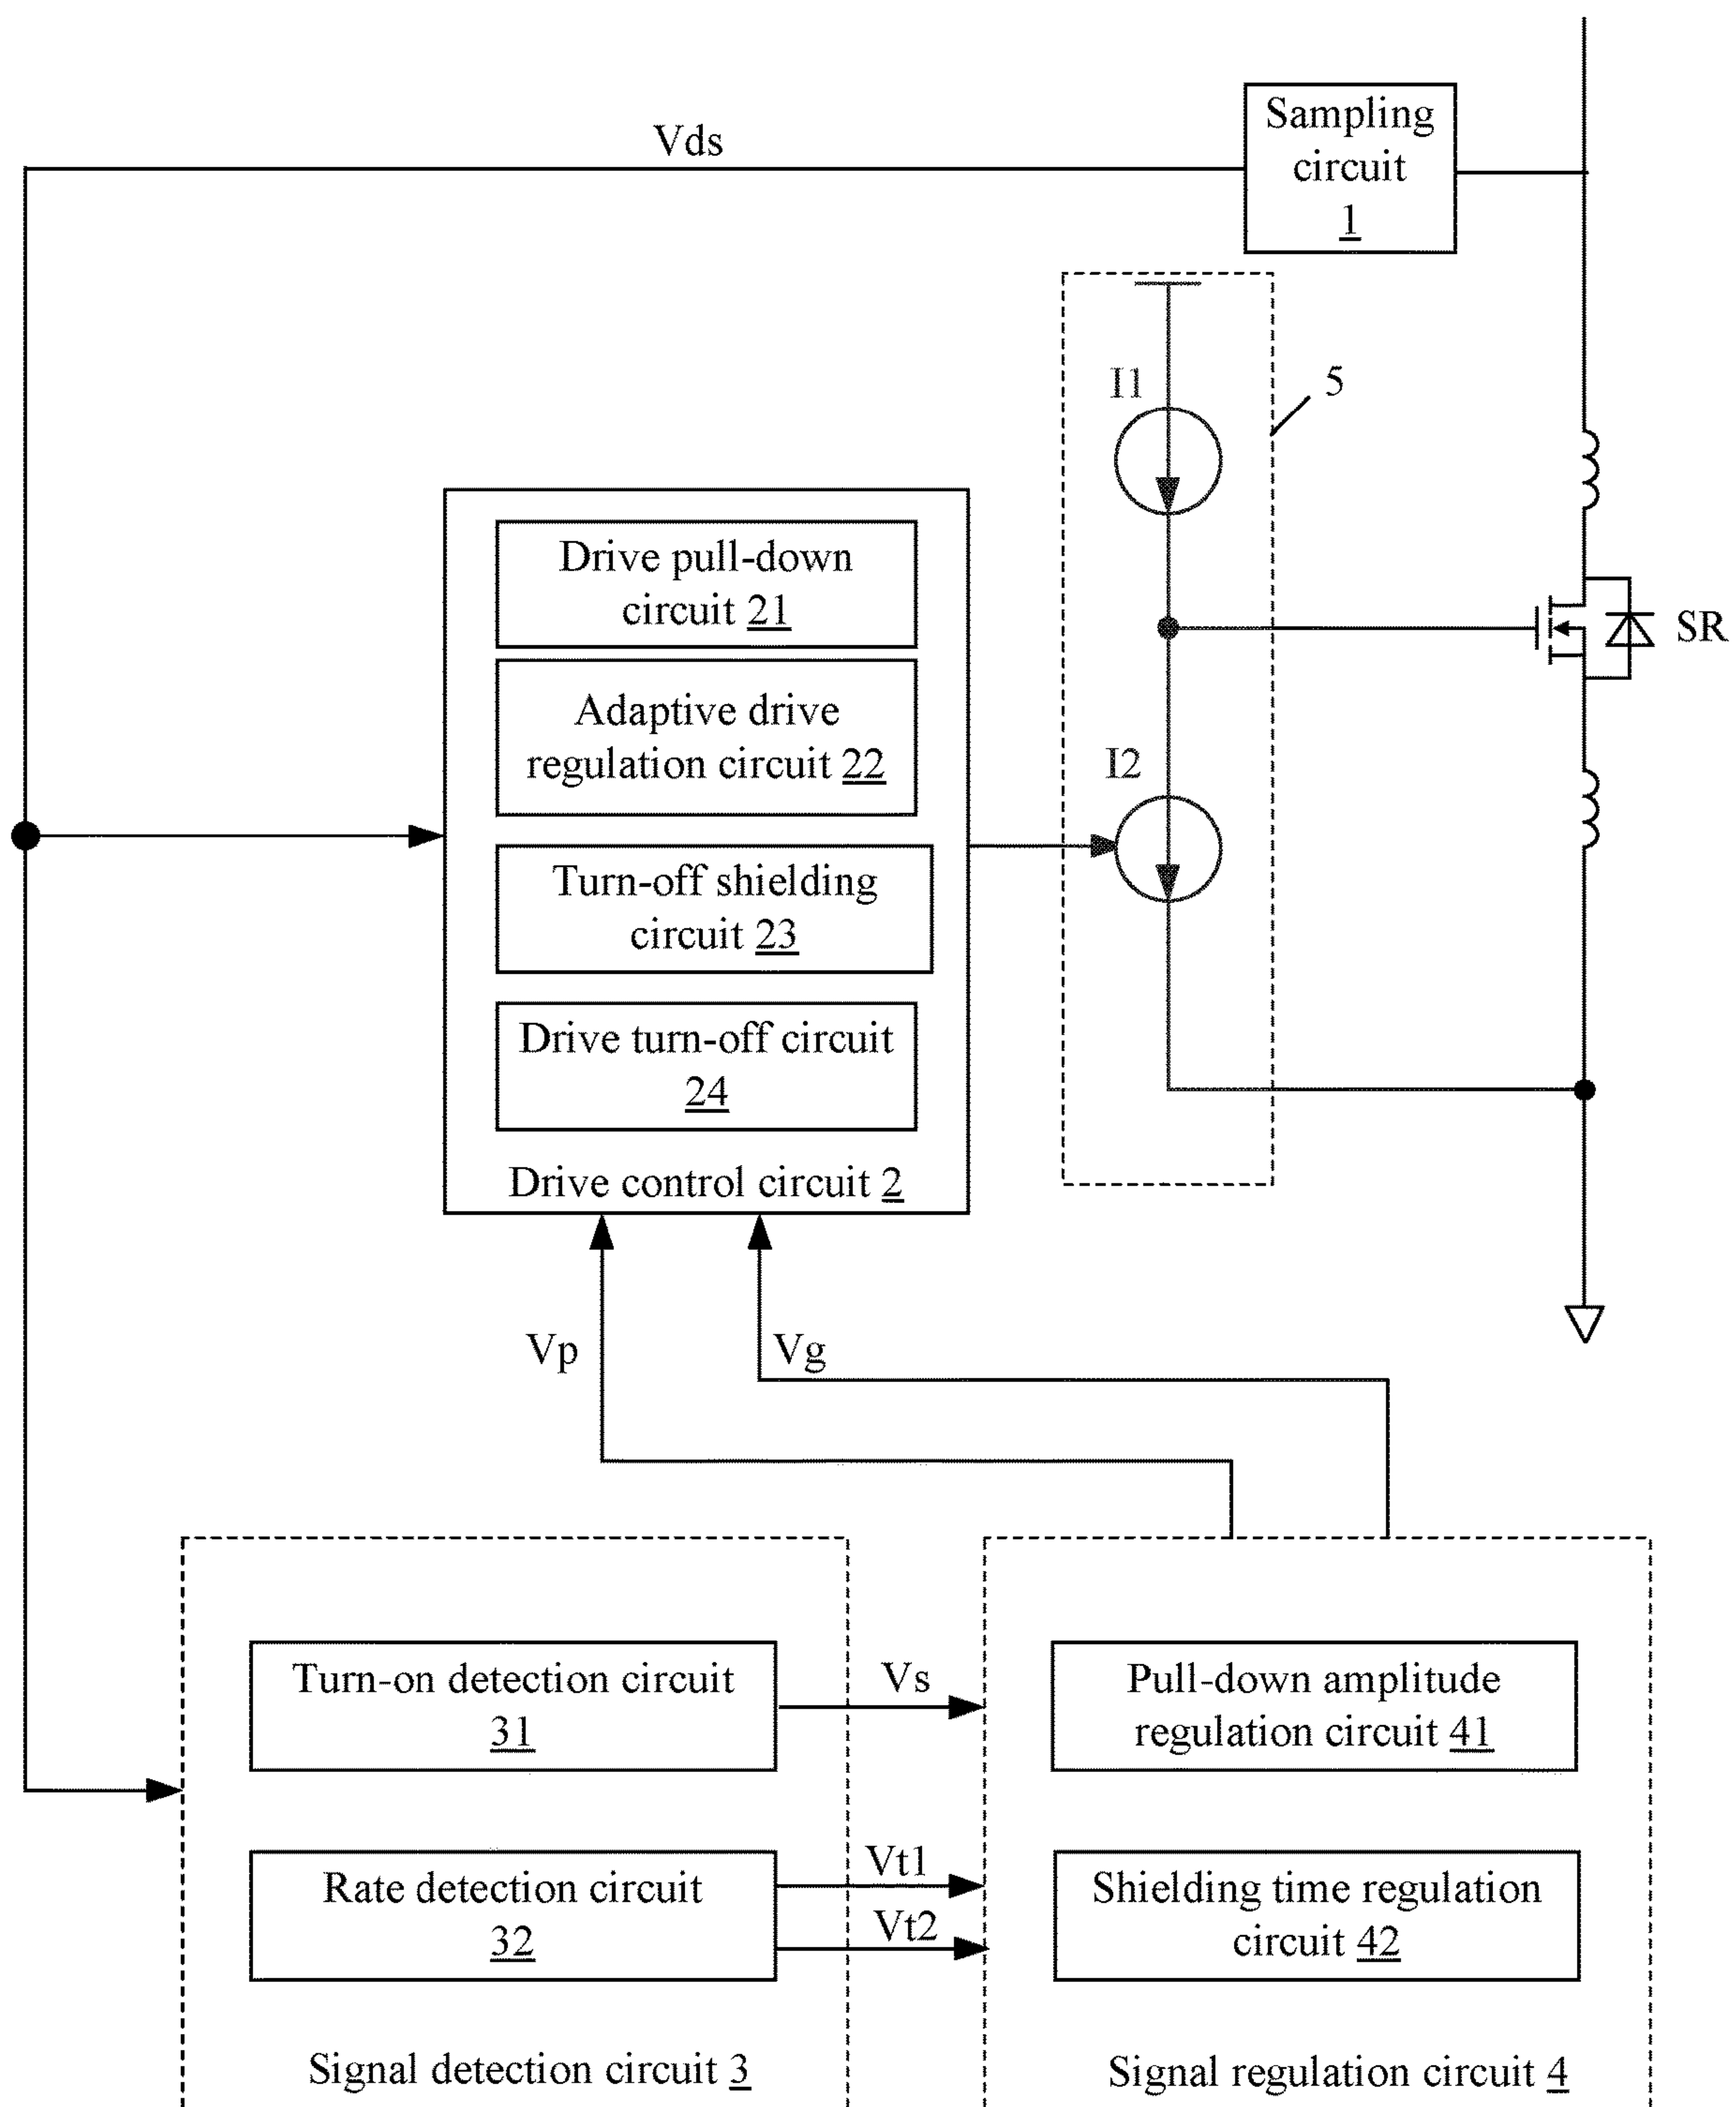 Sampling
circuit
1
Vds
I1
5
Drive pull-down
circuit 21
SR
Adaptive drive
regulation circuit 22
I2
Turn-off shielding
circuit 23
Drive turn-off circuit
24
Drive control circuit 2
Vp
Vg
Turn-on detection circuit
31
Vs
Pull-down amplitude
regulation circuit 41
Rate detection circuit
32
Vt1
Vt2
Shielding time regulation
circuit 42
Signal detection circuit 3
Signal regulation circuit 4